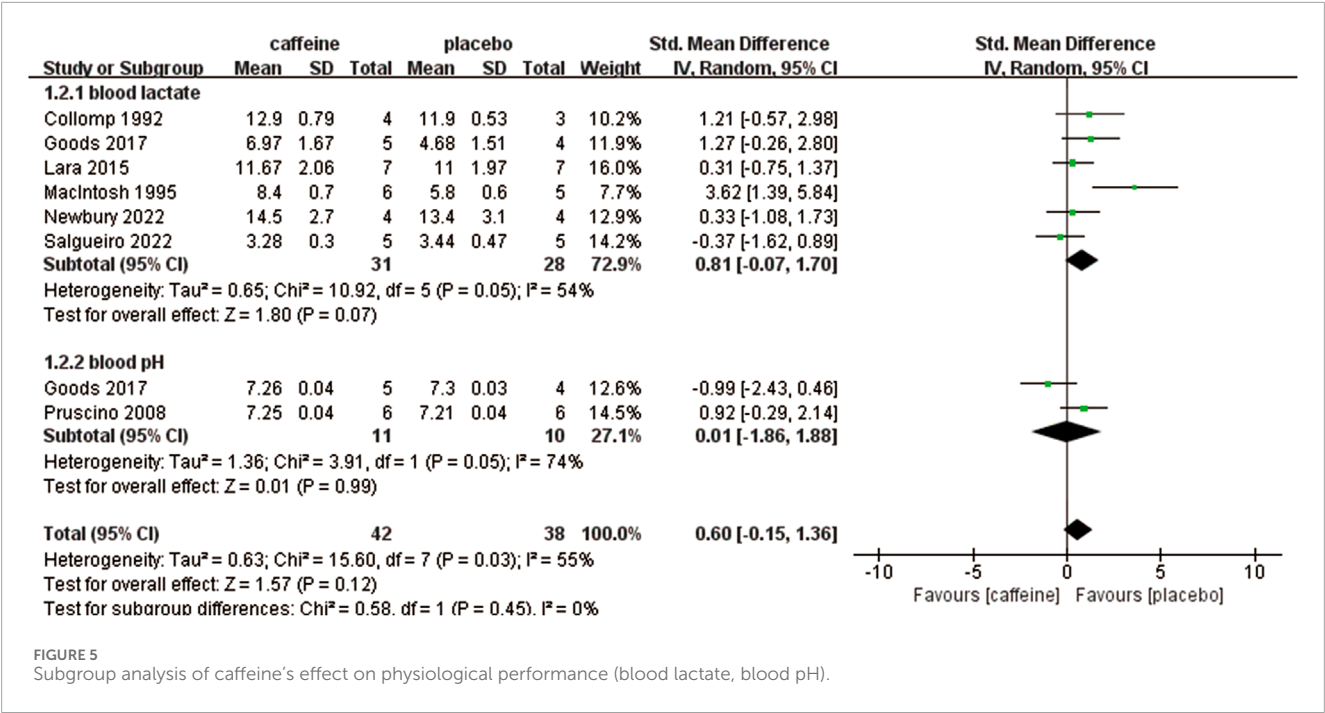 caffeine placebo Std. Mean Difference Std. Mean Difference
Study or Subgroup Mean SD Total Mean SD Total Weight IV, Random, 95% CI IV, Random, 95% CI
1.2.1 blood lactate
Collomp 1992 12.9 0.79 4 11.9 0.53 3 10.2% 1.21 [-0.57, 2.98]
Goods 2017 6.97 1.67 5 4.68 1.51 4 11.9% 1.27 [-0.26, 2.80]
Lara 2015 11.67 2.06 7 11 1.97 7 16.0% 0.31 [-0.75, 1.37]
MacIntosh 1995 8.4 0.7 6 5.8 0.6 5 7.7% 3.62 [1.39, 5.84]
Newbury 2022 14.5 2.7 4 13.4 3.1 4 12.9% 0.33 [-1.08, 1.73]
Salgueiro 2022 3.28 0.3 5 3.44 0.47 5 14.2% -0.37 [-1.62, 0.89]
Subtotal (95% CI) 31 28 72.9% 0.81 [-0.07, 1.70]
Heterogeneity: Tau² = 0.65; Chi² = 10.92, df = 5 (P = 0.05); I² = 54%
Test for overall effect: Z = 1.80 (P = 0.07)
1.2.2 blood pH
Goods 2017 7.26 0.04 5 7.3 0.03 4 12.6% -0.99 [-2.43, 0.46]
Pruscino 2008 7.25 0.04 6 7.21 0.04 6 14.5% 0.92 [-0.29, 2.14]
Subtotal (95% CI) 11 10 27.1% 0.01 [-1.86, 1.88]
Heterogeneity: Tau² = 1.36; Chi² = 3.91, df = 1 (P = 0.05); I² = 74%
Test for overall effect: Z = 0.01 (P = 0.99)
Total (95% CI) 42 38 100.0% 0.60 [-0.15, 1.36]
Heterogeneity: Tau² = 0.63; Chi² = 15.60, df = 7 (P = 0.03); I² = 55%
Test for overall effect: Z = 1.57 (P = 0.12)
Test for subgroup differences: Chi² = 0.58, df = 1 (P = 0.45), I² = 0%
-10 -5 0 5 10
Favours [caffeine] Favours [placebo]
FIGURE 5
Subgroup analysis of caffeine's effect on physiological performance (blood lactate, blood pH).